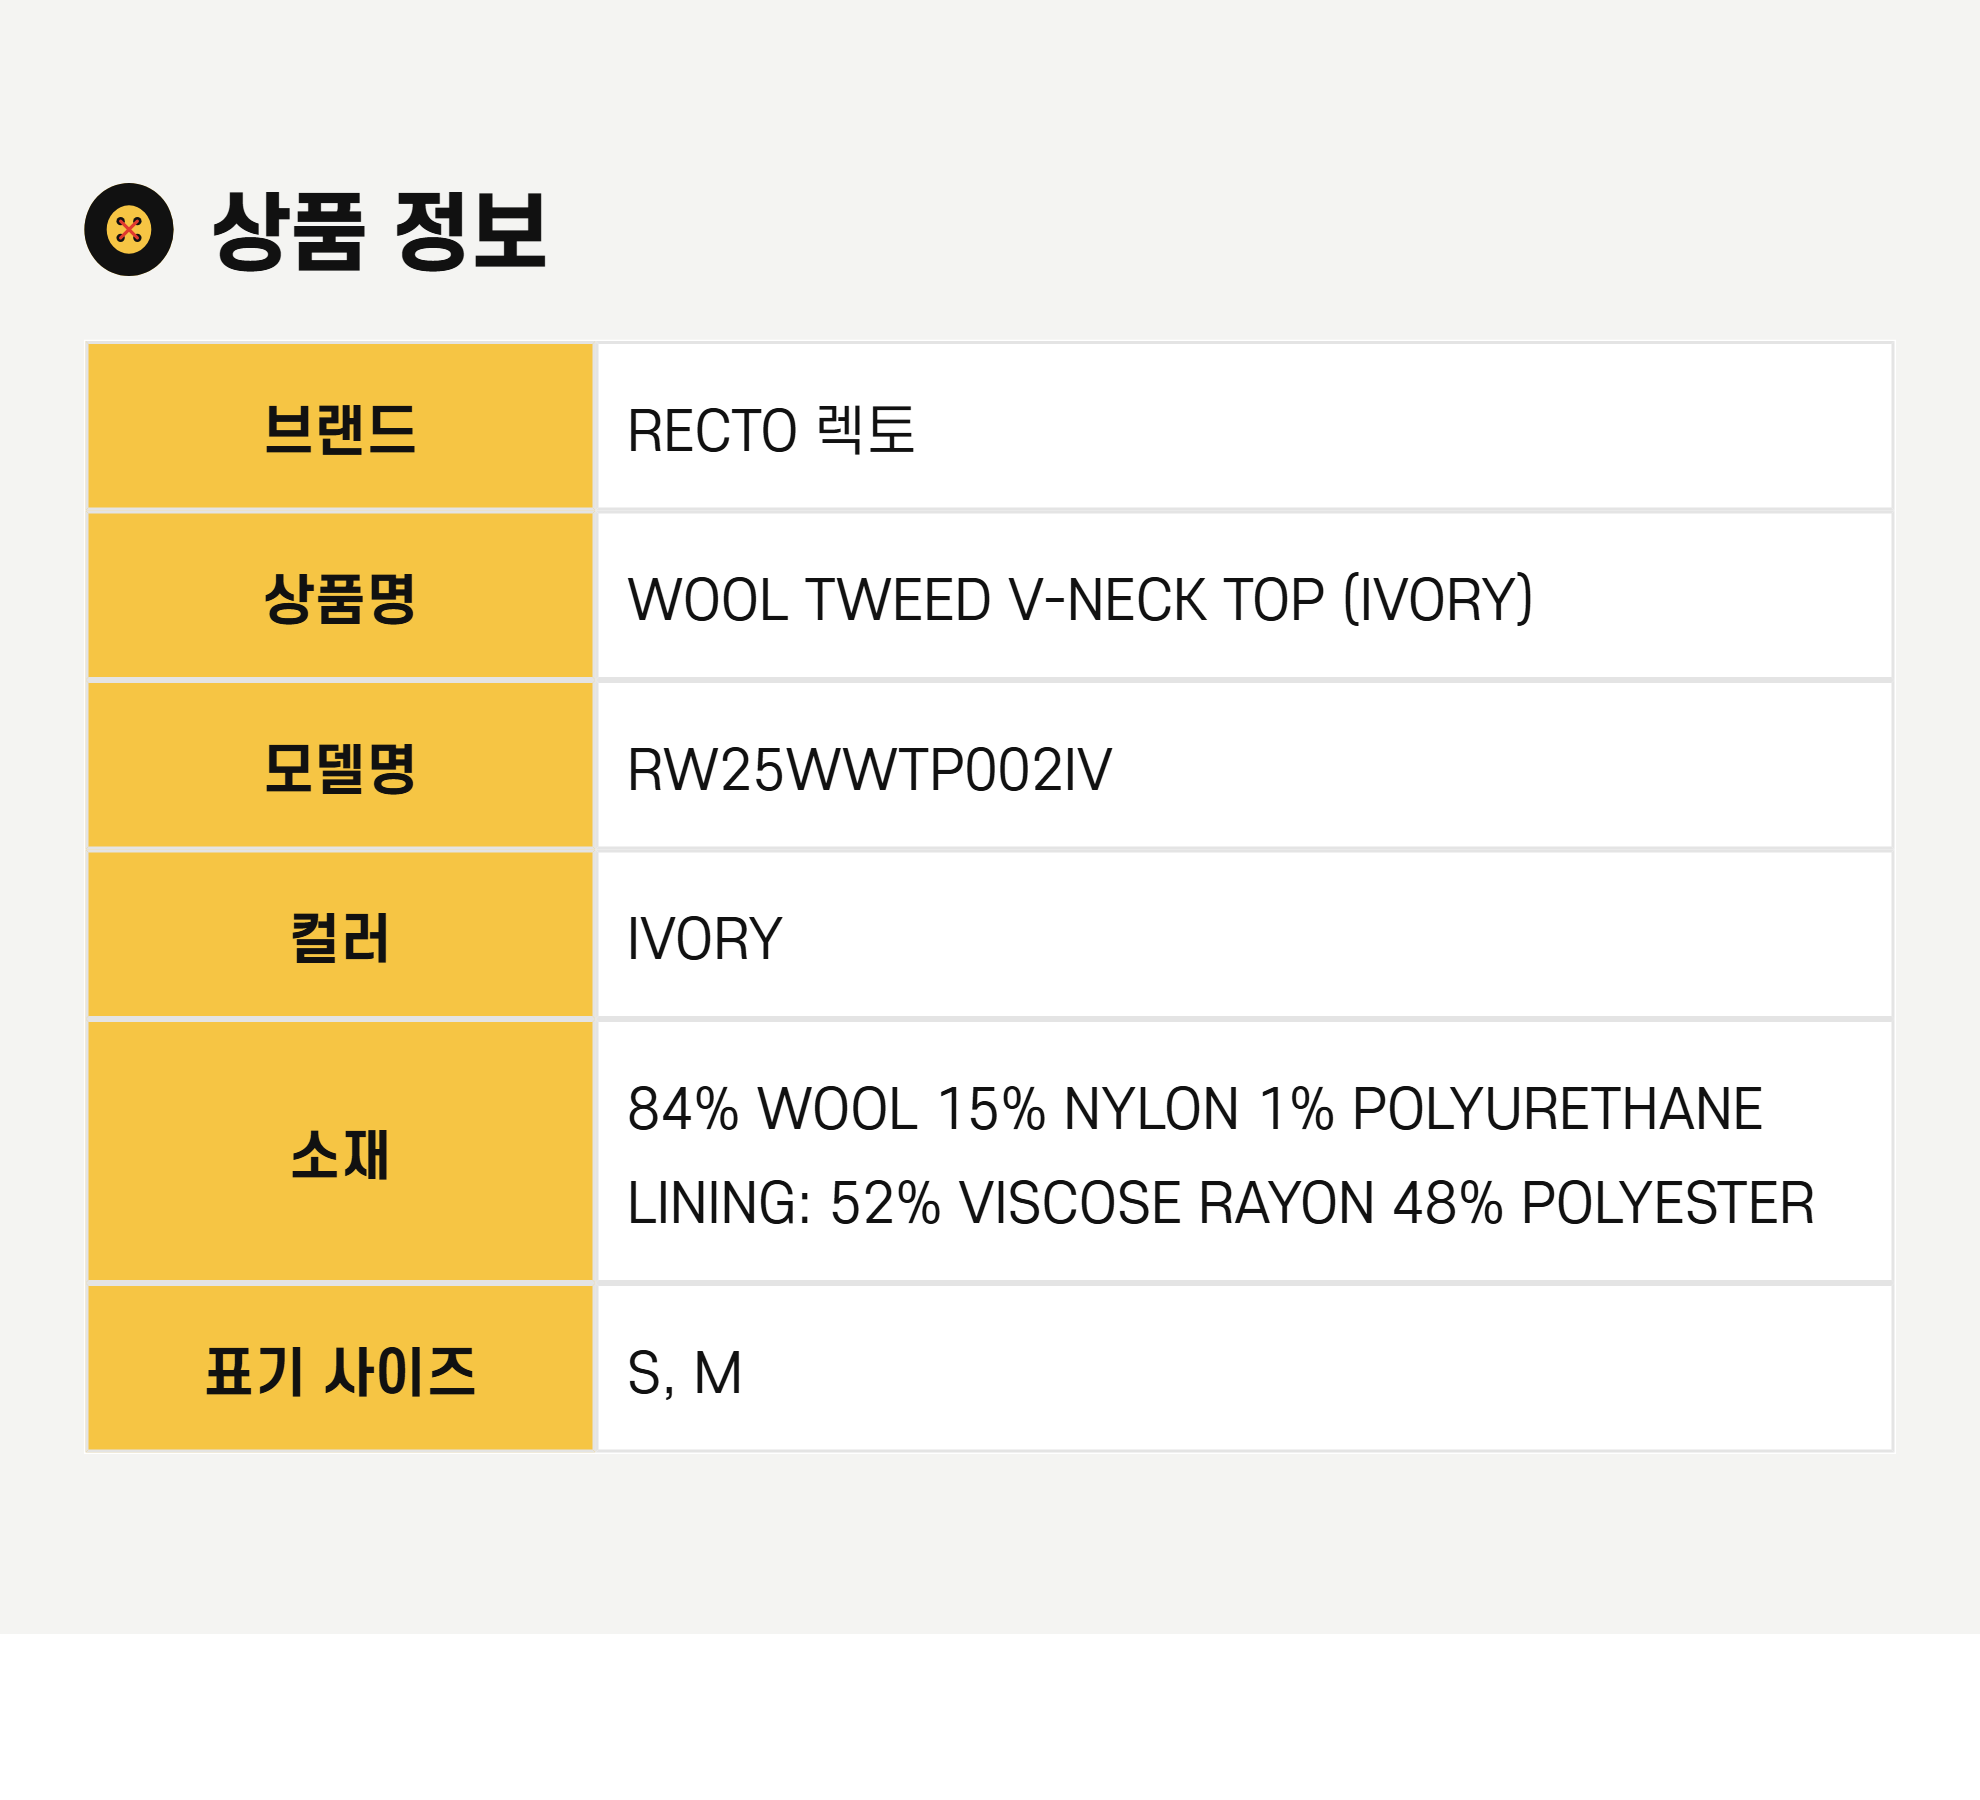 상품 정보
브랜드
RECTO 렉토
상품명
WOOL TWEED V-NECK TOP (IVORY)
모델명
RW25WWTP002IV
컬러
IVORY
소재
84% WOOL 15% NYLON 1% POLYURETHANE
LINING: 52% VISCOSE RAYON 48% POLYESTER
표기 사이즈
S, M